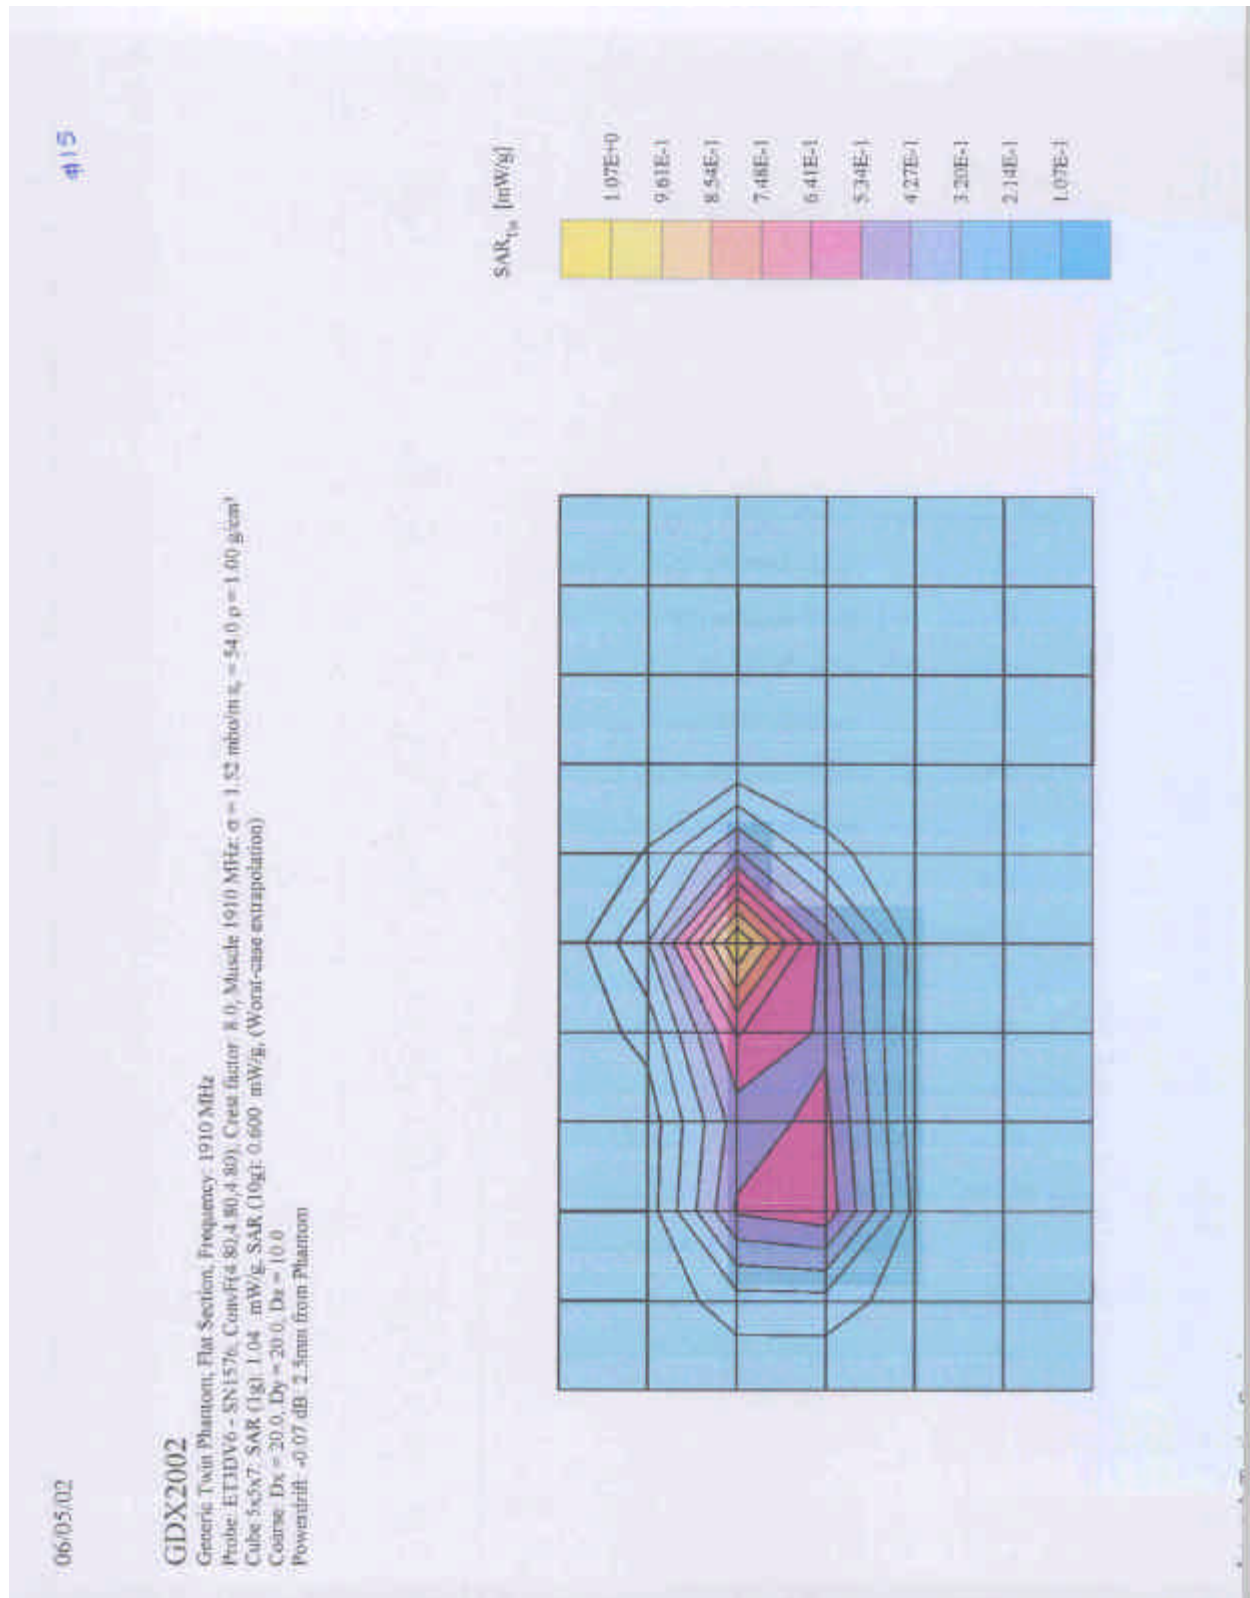 06/05/02
#15
GDX2002
Generic Twin Phantom; Flat Section; Frequency: 1910 MHz
Probe: ET3DV6 - SN1576; ConvF(4.80,4.80,4.80); Crest factor: 8.0; Muscle 1910 MHz: σ = 1.52 mho/m εr = 54.0 ρ = 1.00 g/cm³
Cube 5x5x7: SAR (1g): 1.04 mW/g, SAR (10g): 0.600 mW/g, (Worst-case extrapolation)
Coarse: Dx = 20.0, Dy = 20.0, Dz = 10.0
Powerdrift: -0.07 dB: 2.5mm from Phantom
[mW/g]
1.07E+0
9.61E-1
8.54E-1
7.48E-1
6.41E-1
5.34E-1
4.27E-1
3.20E-1
2.14E-1
1.07E-1